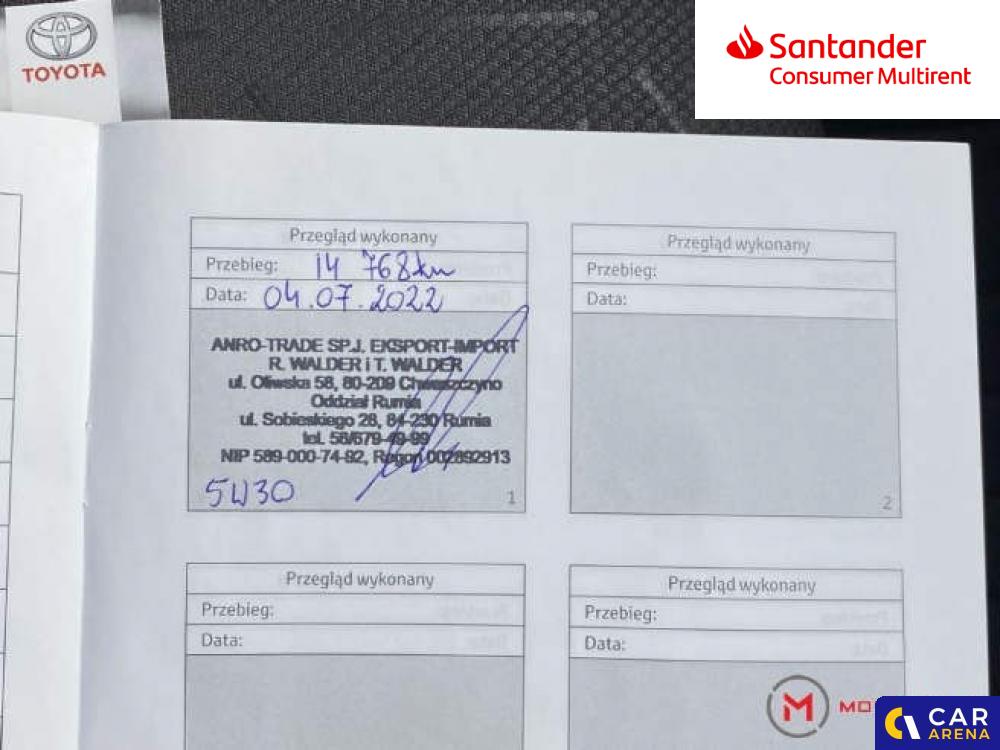 TOYOTA
Santander
Consumer Multirent
Przegląd wykonany
Przebieg: 14 768 km
Data: 04.07.2022
ANRO-TRADE SP.J. EKSPORT-IMPORT
R. WALDER i T. WALDER
ul. Oliwska 58, 80-209 Chwaszczyno
Oddział Rumia
ul. Sobieskiego 28, 84-230 Rumia
tel. 58/679-49-99
NIP 589-000-74-92, Regon 002892913
5W30
1
Przegląd wykonany
Przebieg:
Data:
2
Przegląd wykonany
Przebieg:
Data:
Przegląd wykonany
Przebieg:
Data:
M
CAR
ARENA